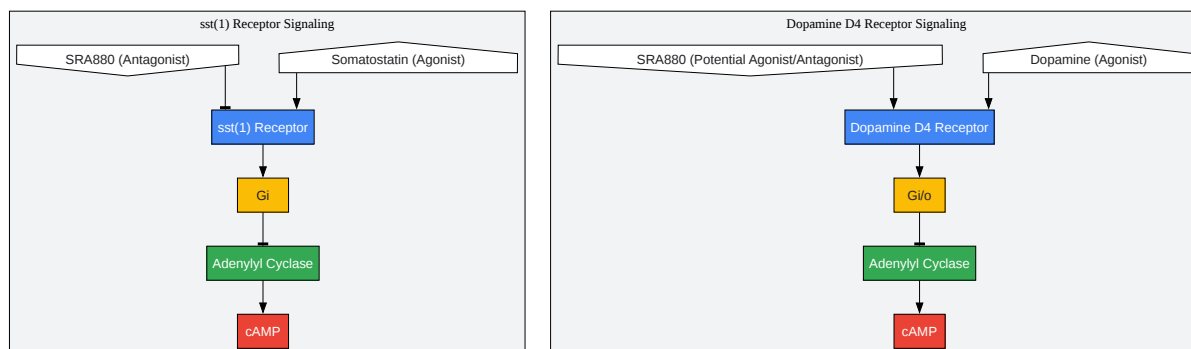 sst(1) Receptor Signaling
SRA880 (Antagonist)
Somatostatin (Agonist)
sst(1) Receptor
Gi
Adenylyl Cyclase
cAMP
Dopamine D4 Receptor Signaling
SRA880 (Potential Agonist/Antagonist)
Dopamine (Agonist)
Dopamine D4 Receptor
Gi/o
Adenylyl Cyclase
cAMP